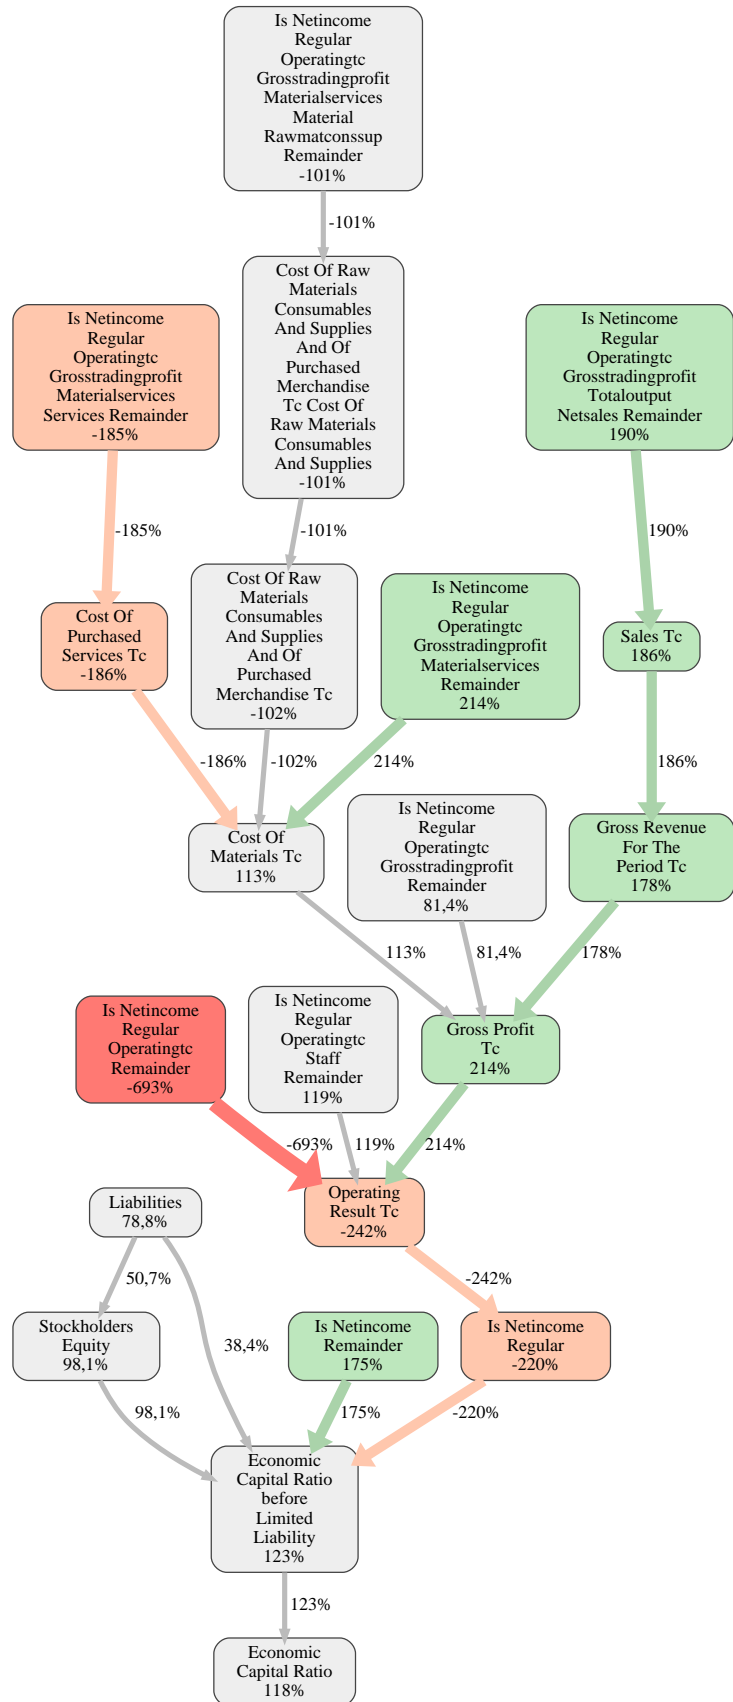 Is Netincome
Regular
Operatingtc
Grosstradingprofit
Materialservices
Material
Rawmatconssup
Remainder
-101%
-101%
Cost Of Raw
Materials
Consumables
And Supplies
And Of
Purchased
Merchandise
Tc Cost Of
Raw Materials
Consumables
And Supplies
-101%
Is Netincome
Regular
Operatingtc
Grosstradingprofit
Materialservices
Services Remainder
-185%
Is Netincome
Regular
Operatingtc
Grosstradingprofit
Totaloutput
Netsales Remainder
190%
-185%
-101%
190%
Cost Of
Purchased
Services Tc
-186%
Cost Of Raw
Materials
Consumables
And Supplies
And Of
Purchased
Merchandise Tc
-102%
Is Netincome
Regular
Operatingtc
Grosstradingprofit
Materialservices
Remainder
214%
Sales Tc
186%
-186%
-102%
214%
186%
Cost Of
Materials Tc
113%
Is Netincome
Regular
Operatingtc
Grosstradingprofit
Remainder
81,4%
Gross Revenue
For The
Period Tc
178%
113%
81,4%
178%
Is Netincome
Regular
Operatingtc
Remainder
-693%
Is Netincome
Regular
Operatingtc
Staff
Remainder
119%
Gross Profit
Tc
214%
-693%
119%
214%
Liabilities
78,8%
Operating
Result Tc
-242%
50,7%
-242%
Stockholders
Equity
98,1%
38,4%
Is Netincome
Remainder
175%
Is Netincome
Regular
-220%
98,1%
175%
-220%
Economic
Capital Ratio
before
Limited
Liability
123%
123%
Economic
Capital Ratio
118%